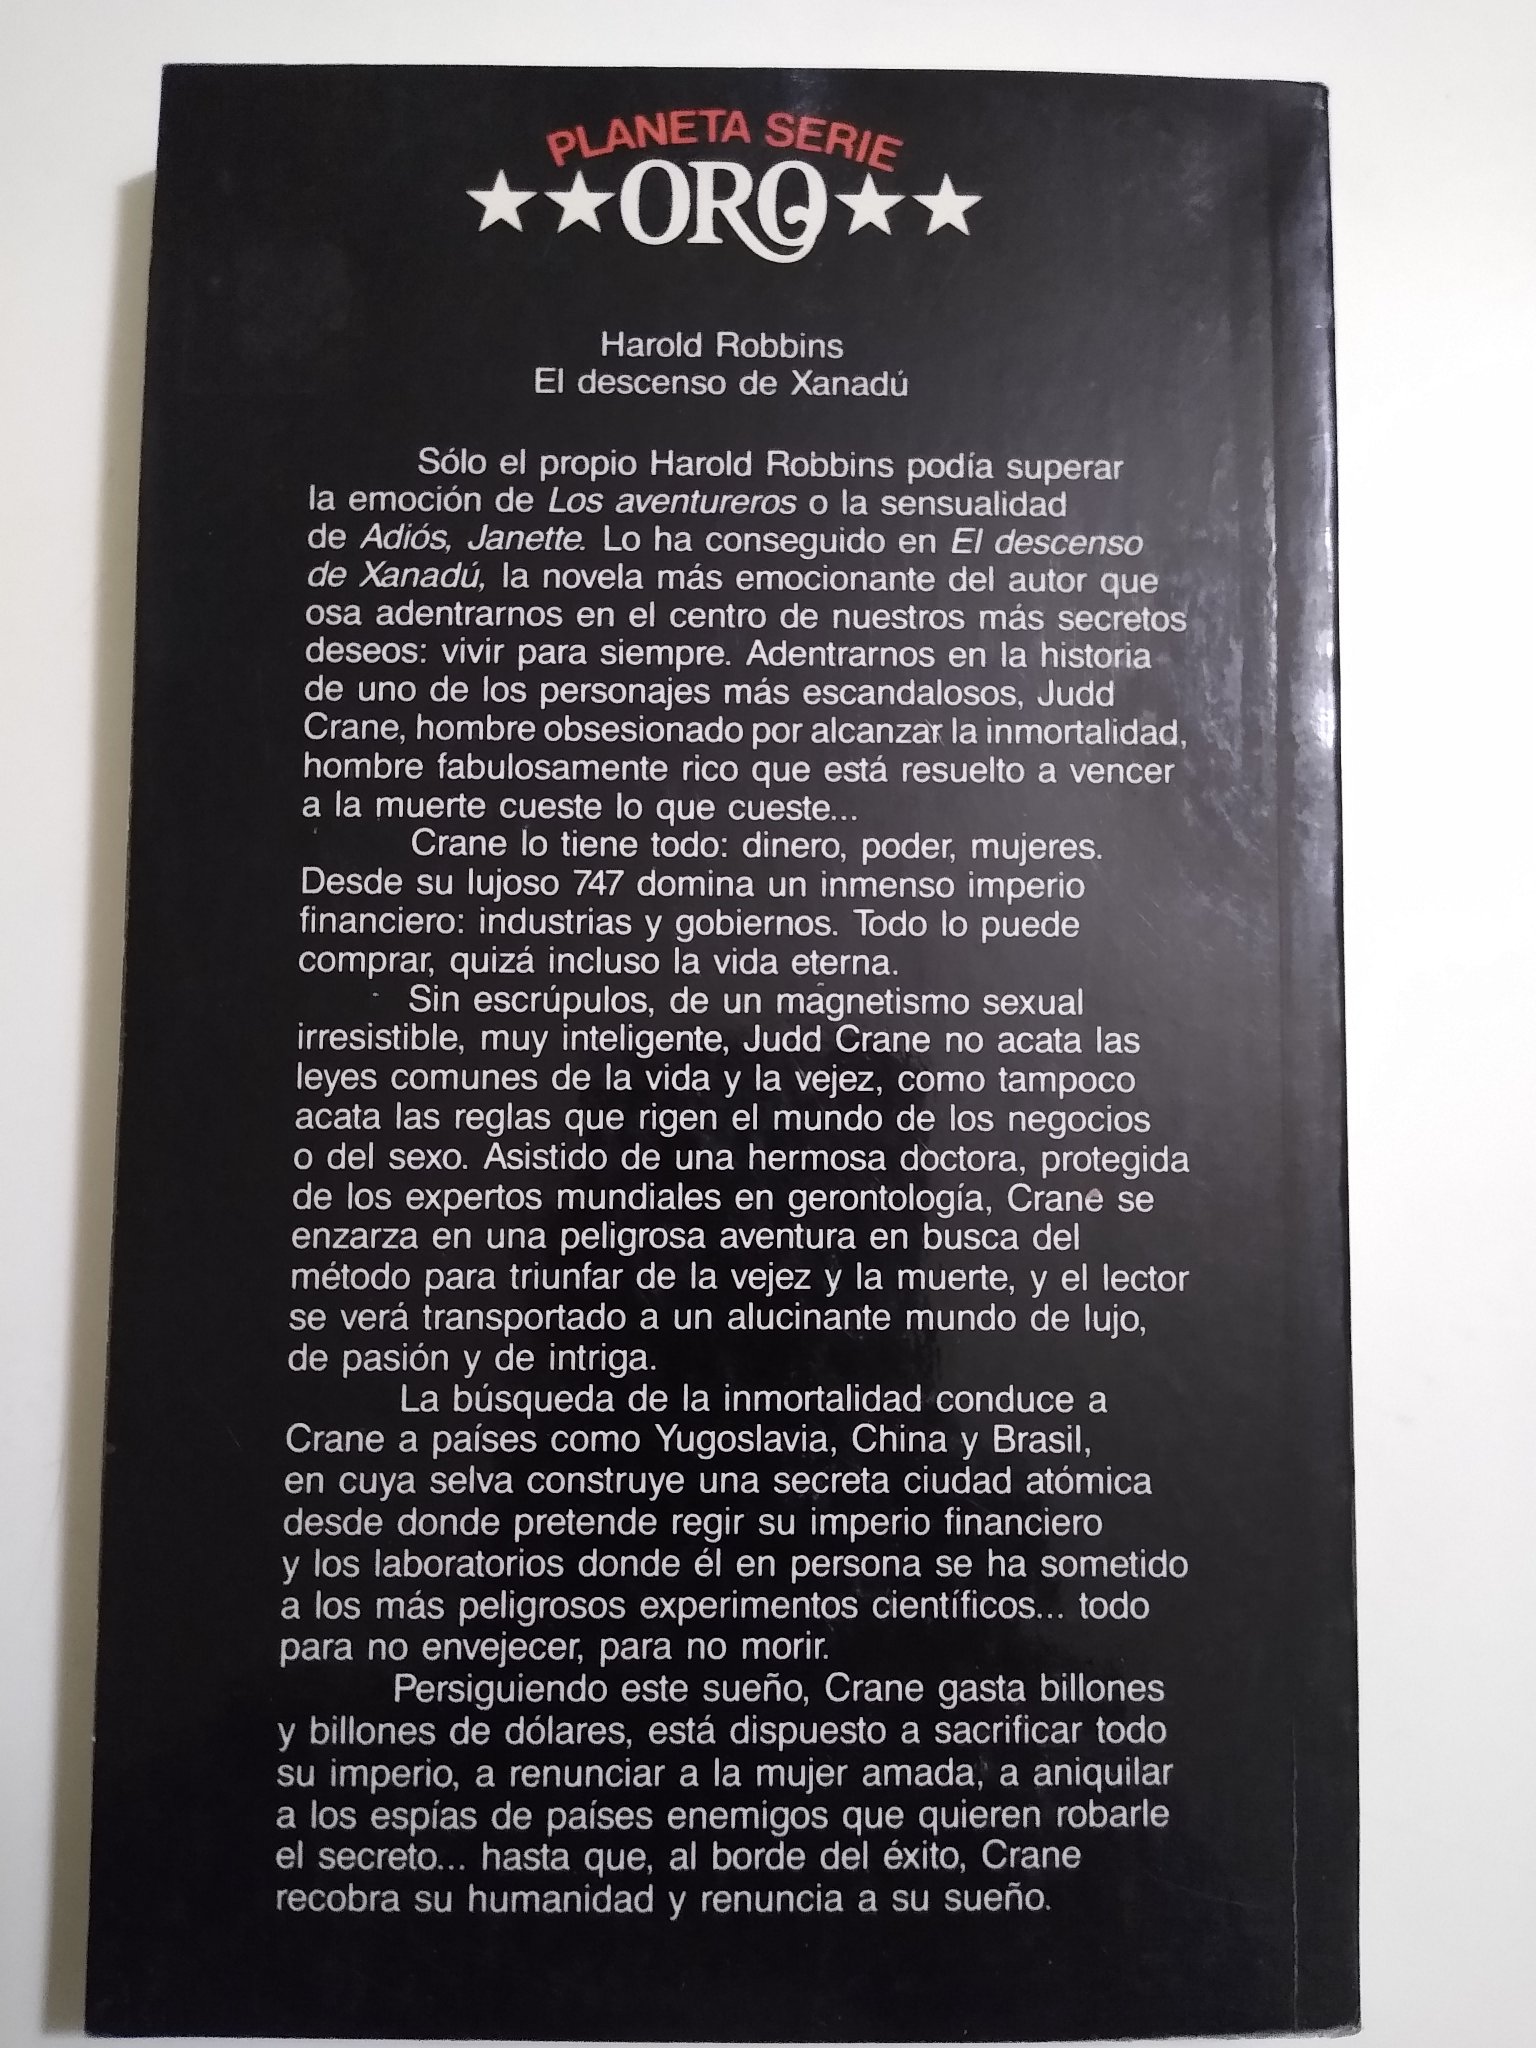 PLANETA SERIE
ORO
Harold Robbins
El descenso de Xanadú
Sólo el propio Harold Robbins podía superar
la emoción de Los aventureros o la sensualidad
de Adiós, Janette. Lo ha conseguido en El descenso
de Xanadú, la novela más emocionante del autor que
osa adentrarnos en el centro de nuestros más secretos
deseos: vivir para siempre. Adentrarnos en la historia
de uno de los personajes más escandalosos, Judd
Crane, hombre obsesionado por alcanzar la inmortalidad,
hombre fabulosamente rico que está resuelto a vencer
a la muerte cueste lo que cueste...
Crane lo tiene todo: dinero, poder, mujeres.
Desde su lujoso 747 domina un inmenso imperio
financiero: industrias y gobiernos. Todo lo puede
comprar, quizá incluso la vida eterna.
Sin escrúpulos, de un magnetismo sexual
irresistible, muy inteligente, Judd Crane no acata las
leyes comunes de la vida y la vejez, como tampoco
acata las reglas que rigen el mundo de los negocios
o del sexo. Asistido de una hermosa doctora, protegida
de los expertos mundiales en gerontología, Crane se
enzarza en una peligrosa aventura en busca del
método para triunfar de la vejez y la muerte, y el lector
se verá transportado a un alucinante mundo de lujo,
de pasión y de intriga.
La búsqueda de la inmortalidad conduce a
Crane a países como Yugoslavia, China y Brasil,
en cuya selva construye una secreta ciudad atómica
desde donde pretende regir su imperio financiero
y los laboratorios donde él en persona se ha sometido
a los más peligrosos experimentos científicos... todo
para no envejecer, para no morir.
Persiguiendo este sueño, Crane gasta billones
y billones de dólares, está dispuesto a sacrificar todo
su imperio, a renunciar a la mujer amada, a aniquilar
a los espías de países enemigos que quieren robarle
el secreto... hasta que, al borde del éxito, Crane
recobra su humanidad y renuncia a su sueño.